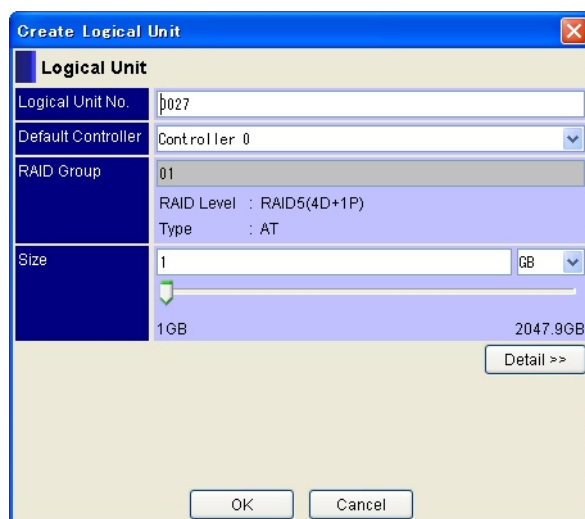 Create Logical Unit
Logical Unit
Logical Unit No. 0027
Default Controller Controller 0
RAID Group 01
RAID Level : RAID5(4D+1P)
Type : AT
Size 1 GB
1GB 2047.9GB
Detail >>
OK Cancel